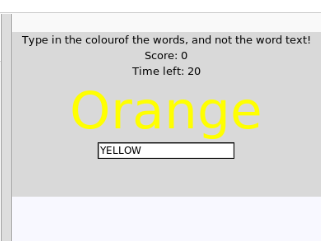 Type in the colourof the words, and not the word text!
Score: 0
Time left: 20
Orange
YELLOW